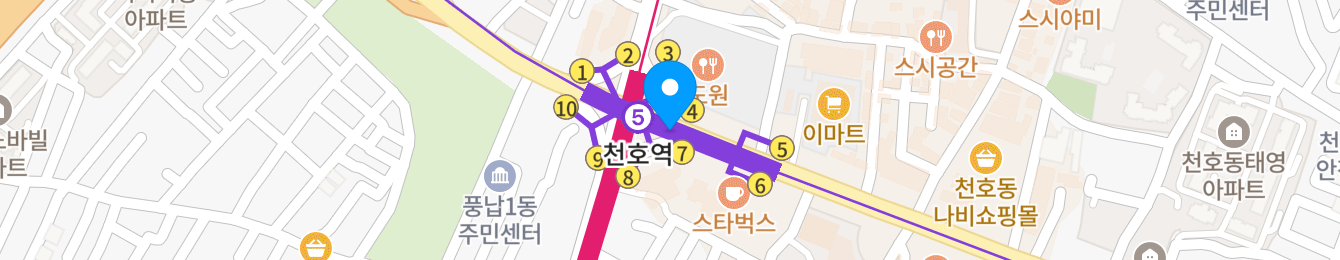 아파트
주민센터
스시야미
스시공간
도원
2
3
1
10
5
4
이마트
5
7
천호역
9
8
6
스타벅스
풍납1동
주민센터
천호동
나비쇼핑몰
천호동태영
아파트